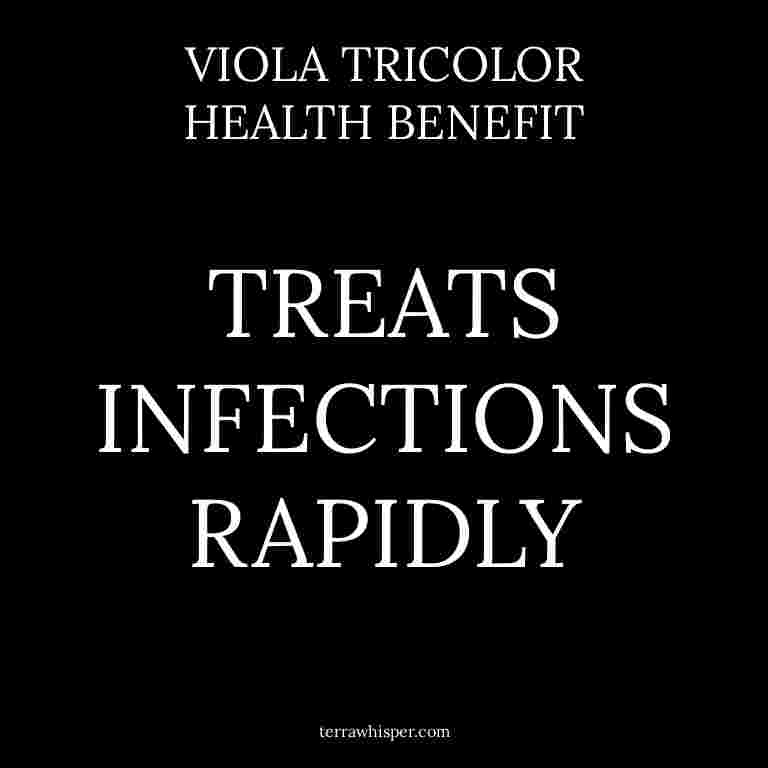 VIOLA TRICOLOR
HEALTH BENEFIT
TREATS
INFECTIONS
RAPIDLY
terrawhisper.com